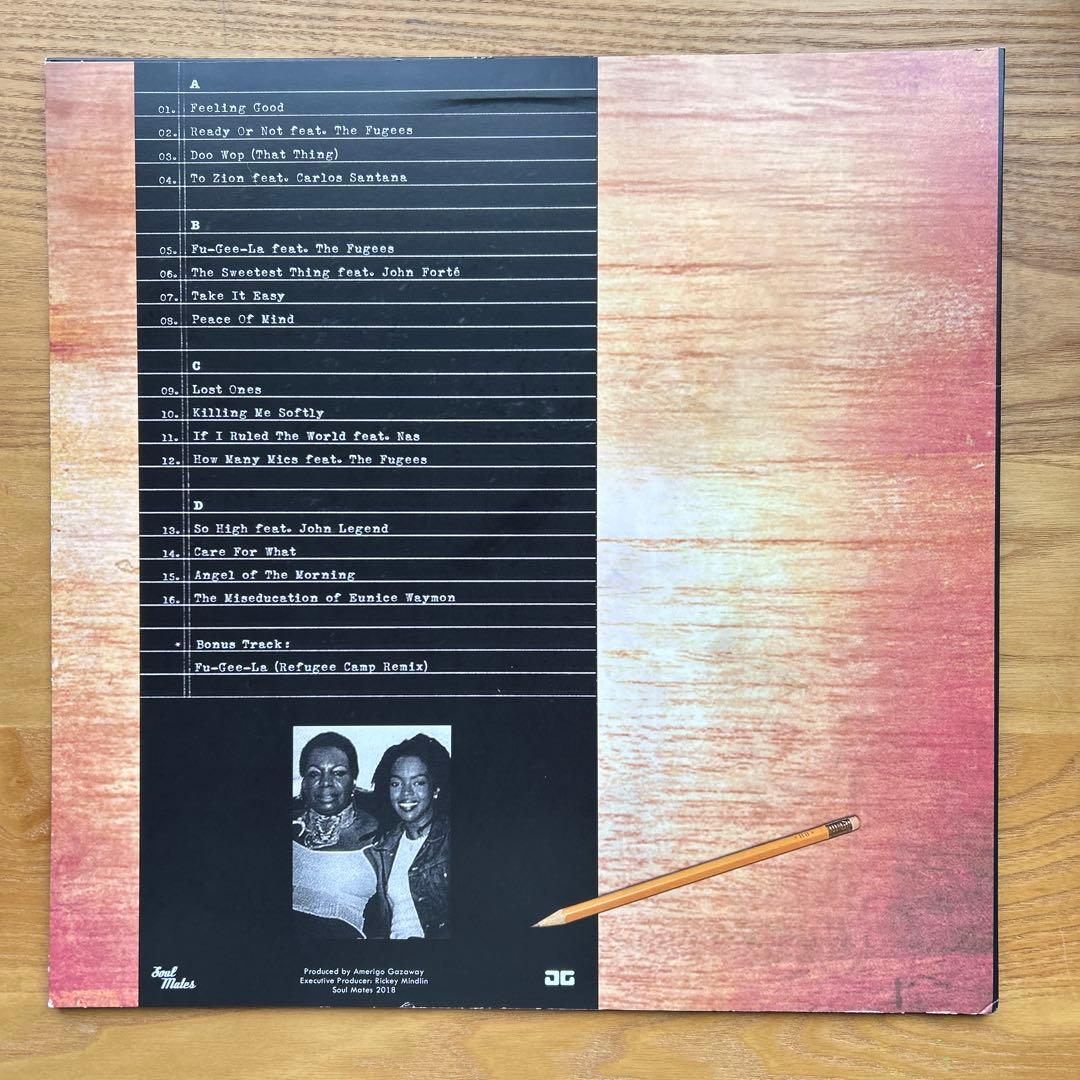 A
01. Feeling Good
02. Ready Or Not feat. The Fugees
03. Doo Wop (That Thing)
04. To Zion feat. Carlos Santana
B
05. Fu-Gee-La feat. The Fugees
06. The Sweetest Thing feat. John Forté
07. Take It Easy
08. Peace Of Mind
C
09. Lost Ones
10. Killing Me Softly
11. If I Ruled The World feat. Nas
12. How Many Mics feat. The Fugees
D
13. So High feat. John Legend
14. Care For What
15. Angel of The Morning
16. The Miseducation of Eunice Waymon
* Bonus Track:
Fu-Gee-La (Refugee Camp Remix)
Soul
Mates
Produced by Amerigo Gazaway
Executive Producer: Rickey Mindlin
Soul Mates 2018